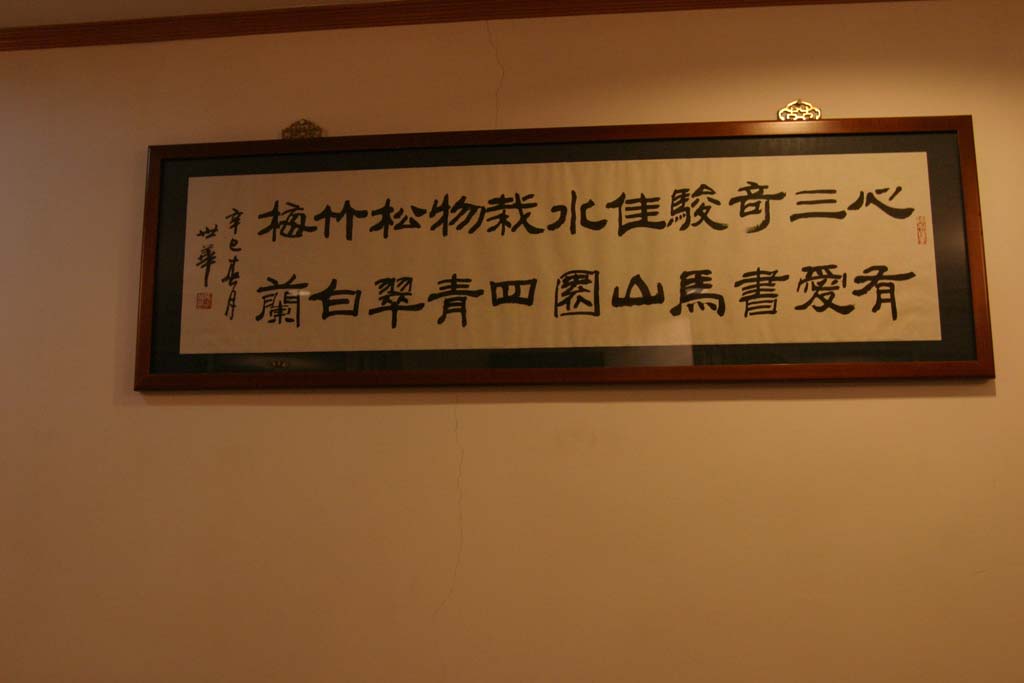 心有
三愛
奇書
駿馬
佳山
水園
栽四
物青
松翠
竹白
梅蘭
辛巳春月
世華